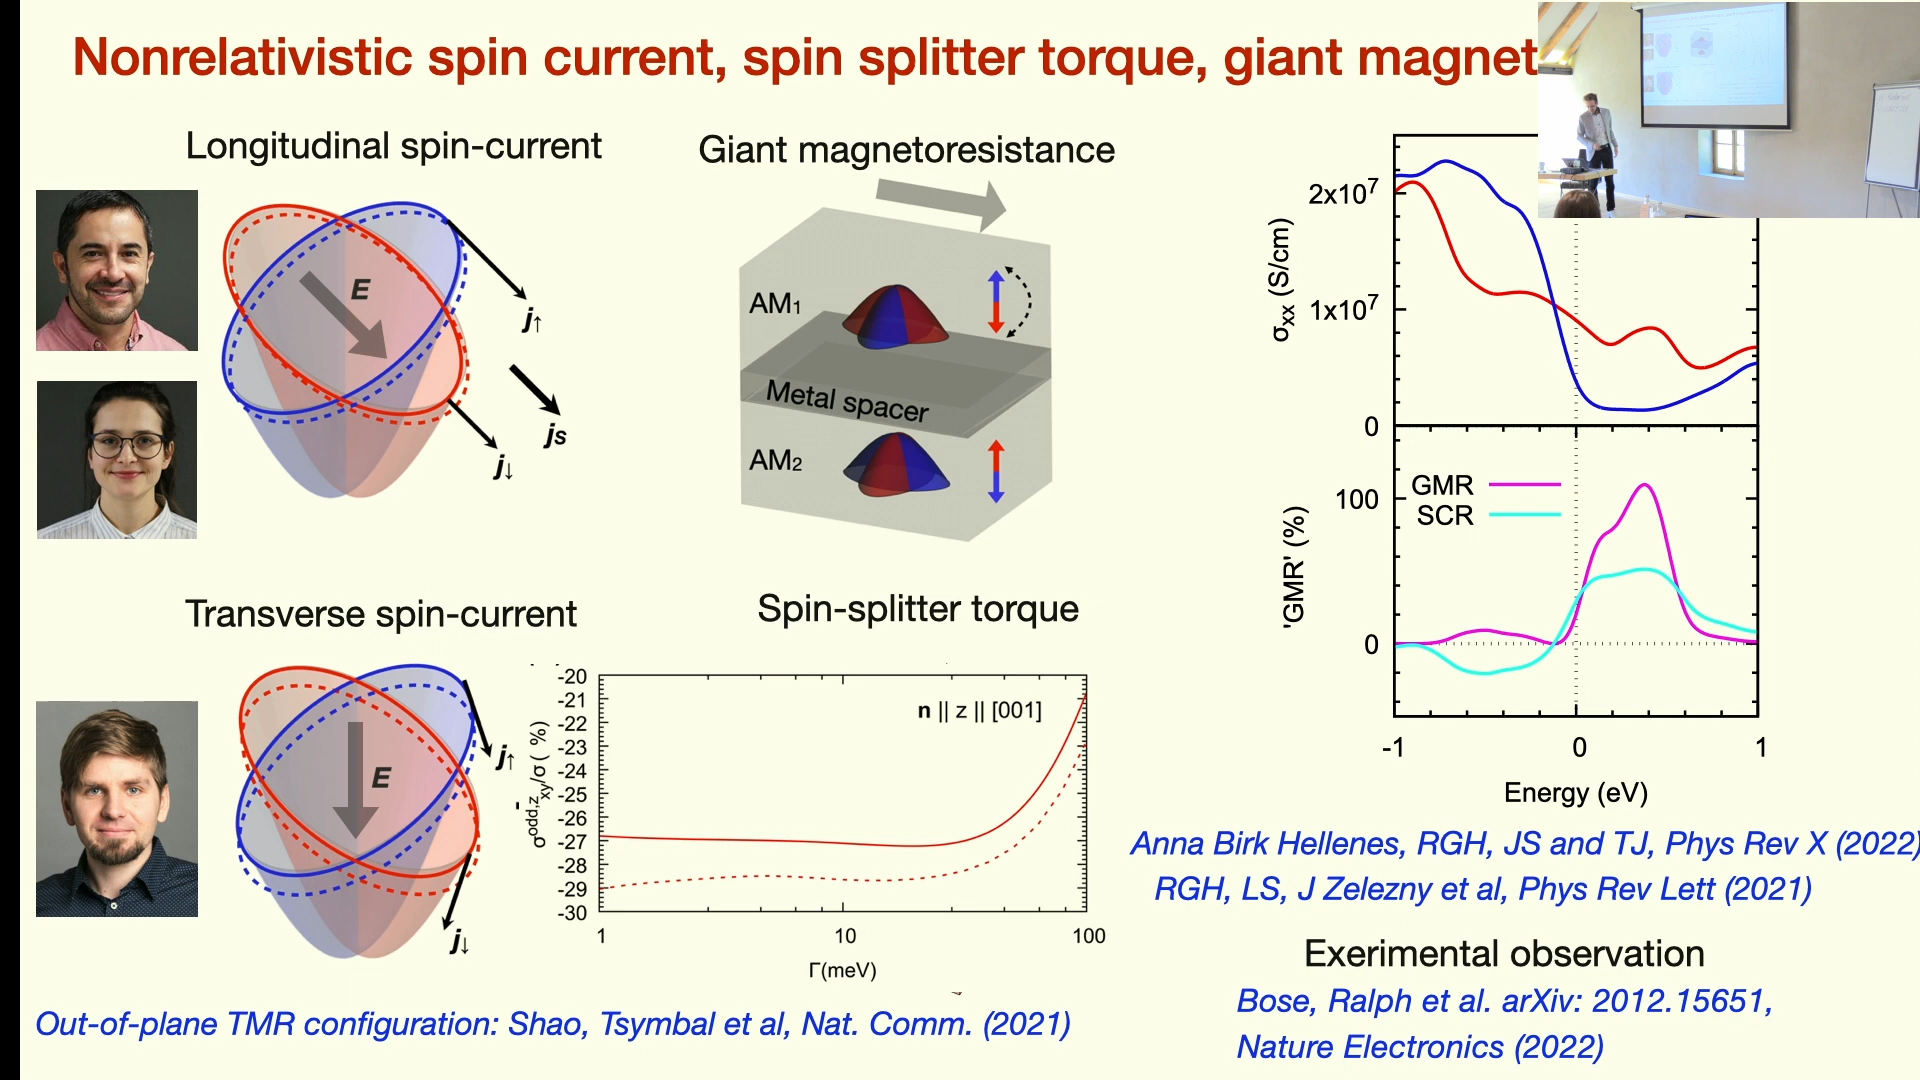 Nonrelativistic spin current, spin splitter torque, giant magnet
Longitudinal spin-current
E
j↑
js
j↓
Giant magnetoresistance
AM1
Metal spacer
AM2
σxx (S/cm)
2x10⁷
1x10⁷
0
'GMR' (%)
100
0
GMR
SCR
-1 0 1
Energy (eV)
Transverse spin-current
E
j↑
j↓
Spin-splitter torque
n || z || [001]
σ̄odd,z xy/σ ( %)
-20
-21
-22
-23
-24
-25
-26
-27
-28
-29
-30
1 10 100
Γ(meV)
Anna Birk Hellenes, RGH, JS and TJ, Phys Rev X (2022)
RGH, LS, J Zelezny et al, Phys Rev Lett (2021)
Exerimental observation
Bose, Ralph et al. arXiv: 2012.15651,
Nature Electronics (2022)
Out-of-plane TMR configuration: Shao, Tsymbal et al, Nat. Comm. (2021)